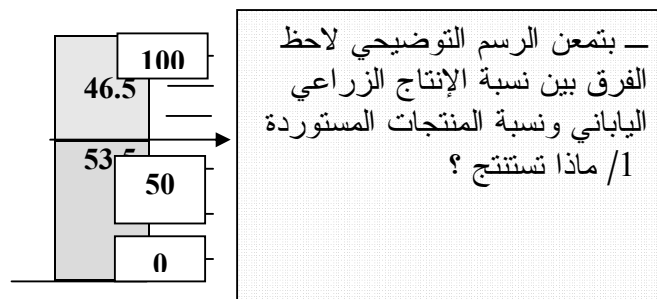 100
46.5
53.5
50
0
ــ بتمعن الرسم التوضيحي لاحظ
الفرق بين نسبة الإنتاج الزراعي
الياباني ونسبة المنتجات المستوردة
1/ ماذا تستنتج ؟